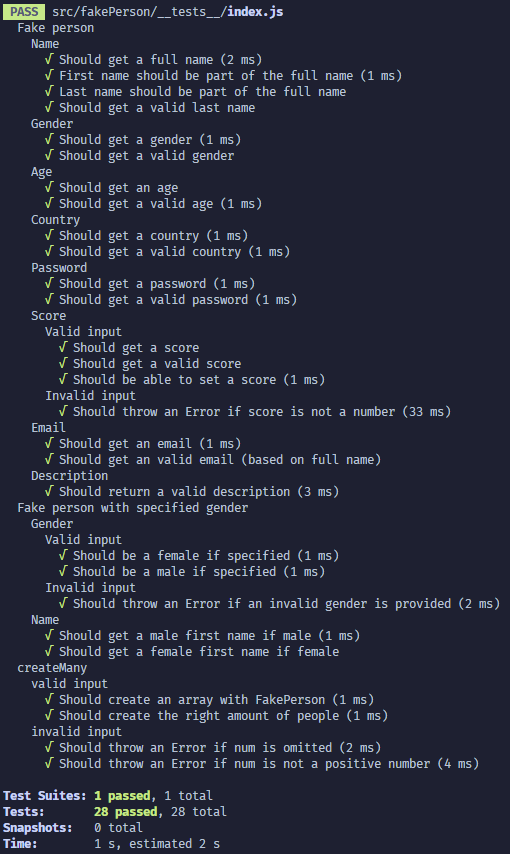 PASS src/fakePerson/__tests__/index.js
Fake person
Name
√ Should get a full name (2 ms)
√ First name should be part of the full name (1 ms)
√ Last name should be part of the full name
√ Should get a valid last name
Gender
√ Should get a gender (1 ms)
√ Should get a valid gender
Age
√ Should get an age
√ Should get a valid age (1 ms)
Country
√ Should get a country (1 ms)
√ Should get a valid country (1 ms)
Password
√ Should get a password (1 ms)
√ Should get a valid password (1 ms)
Score
Valid input
√ Should get a score
√ Should get a valid score
√ Should be able to set a score (1 ms)
Invalid input
√ Should throw an Error if score is not a number (33 ms)
Email
√ Should get an email (1 ms)
√ Should get an valid email (based on full name)
Description
√ Should return a valid description (3 ms)
Fake person with specified gender
Gender
Valid input
√ Should be a female if specified (1 ms)
√ Should be a male if specified (1 ms)
Invalid input
√ Should throw an Error if an invalid gender is provided (2 ms)
Name
√ Should get a male first name if male (1 ms)
√ Should get a female first name if female
createMany
valid input
√ Should create an array with FakePerson (1 ms)
√ Should create the right amount of people (1 ms)
invalid input
√ Should throw an Error if num is omitted (2 ms)
√ Should throw an Error if num is not a positive number (4 ms)
Test Suites: 1 passed, 1 total
Tests: 28 passed, 28 total
Snapshots: 0 total
Time: 1 s, estimated 2 s